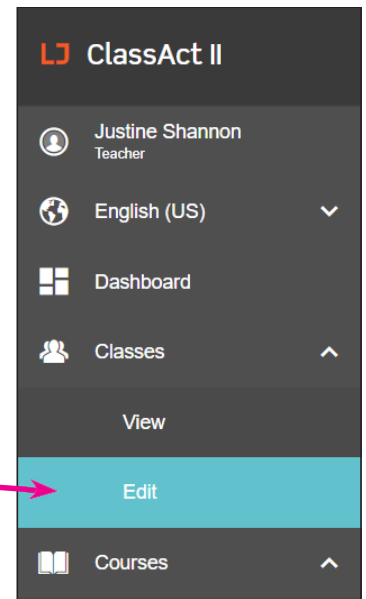 LJ ClassAct II
Justine Shannon
Teacher
English (US)
Dashboard
Classes
View
Edit
Courses